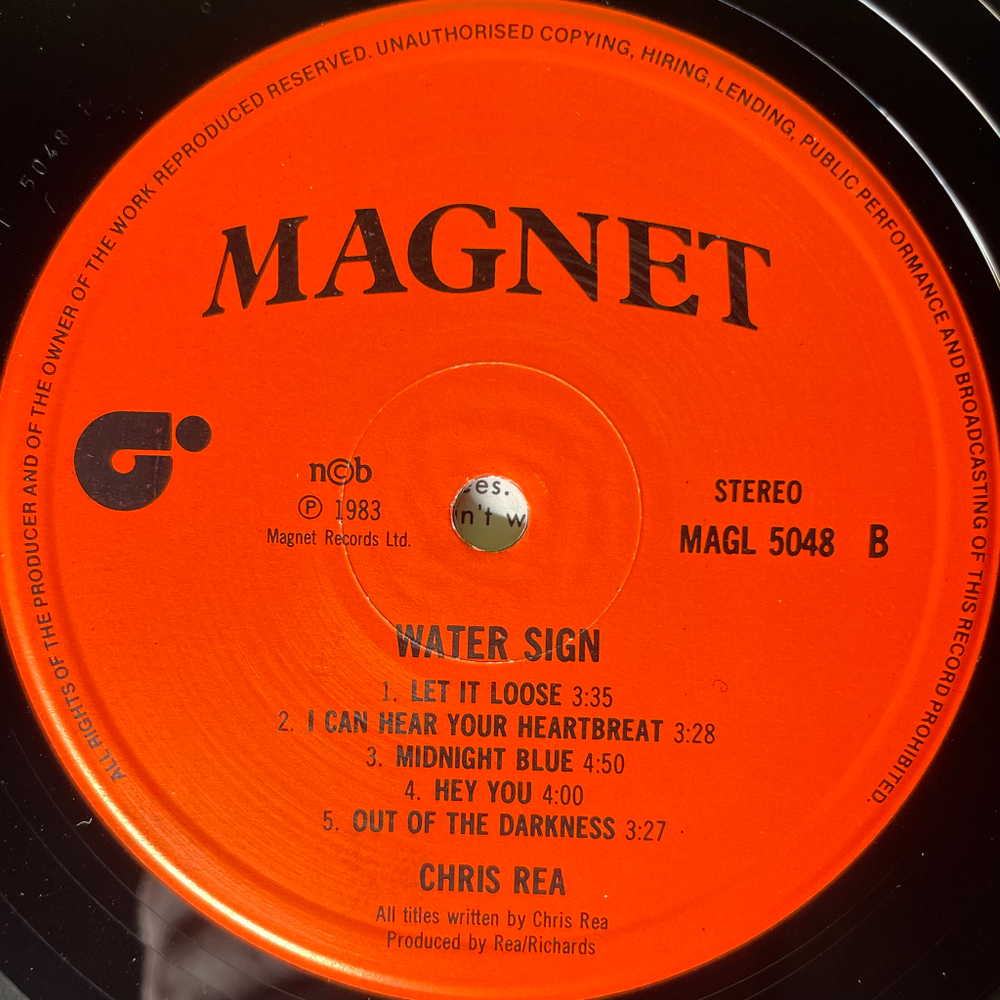 5048
ALL RIGHTS OF THE PRODUCER AND OF THE OWNER OF THE WORK REPRODUCED RESERVED. UNAUTHORISED COPYING, HIRING, LENDING, PUBLIC PERFORMANCE AND BROADCASTING OF THIS RECORD PROHIBITED.
MAGNET
n©b
℗ 1983
Magnet Records Ltd.
es.
n't w
STEREO
MAGL 5048 B
WATER SIGN
1. LET IT LOOSE 3:35
2. I CAN HEAR YOUR HEARTBREAT 3:28
3. MIDNIGHT BLUE 4:50
4. HEY YOU 4:00
5. OUT OF THE DARKNESS 3:27
CHRIS REA
All titles written by Chris Rea
Produced by Rea/Richards